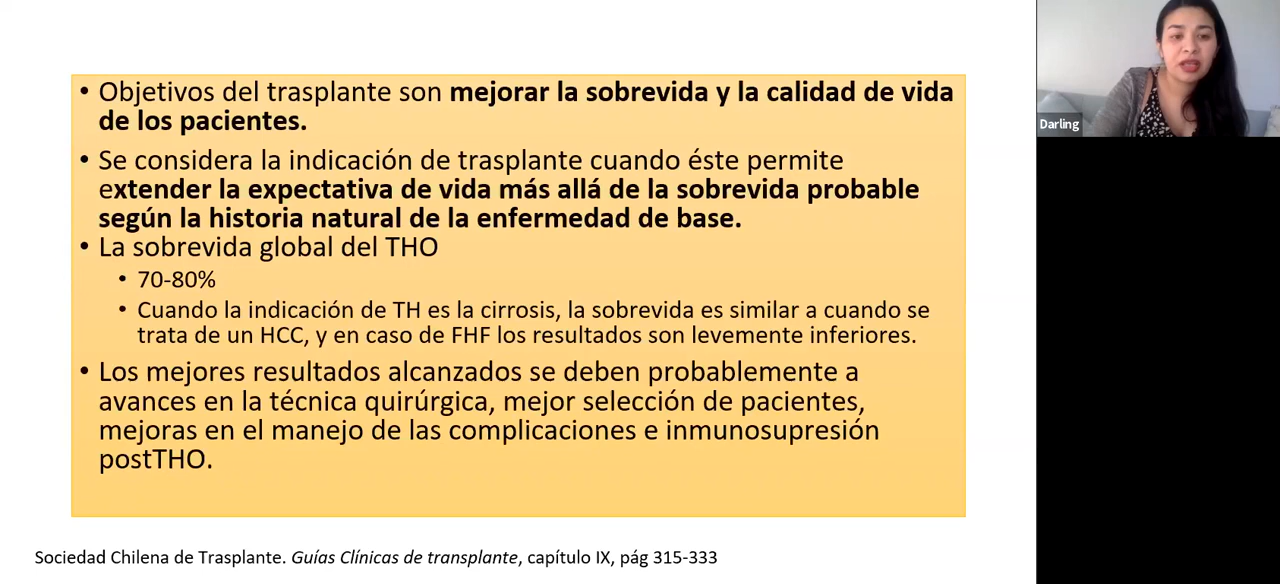 • Objetivos del trasplante son mejorar la sobrevida y la calidad de vida
de los pacientes.
• Se considera la indicación de trasplante cuando éste permite
extender la expectativa de vida más allá de la sobrevida probable
según la historia natural de la enfermedad de base.
• La sobrevida global del THO
• 70-80%
• Cuando la indicación de TH es la cirrosis, la sobrevida es similar a cuando se
trata de un HCC, y en caso de FHF los resultados son levemente inferiores.
• Los mejores resultados alcanzados se deben probablemente a
avances en la técnica quirúrgica, mejor selección de pacientes,
mejoras en el manejo de las complicaciones e inmunosupresión
postTHO.
Sociedad Chilena de Trasplante. Guías Clínicas de transplante, capítulo IX, pág 315-333
Darling